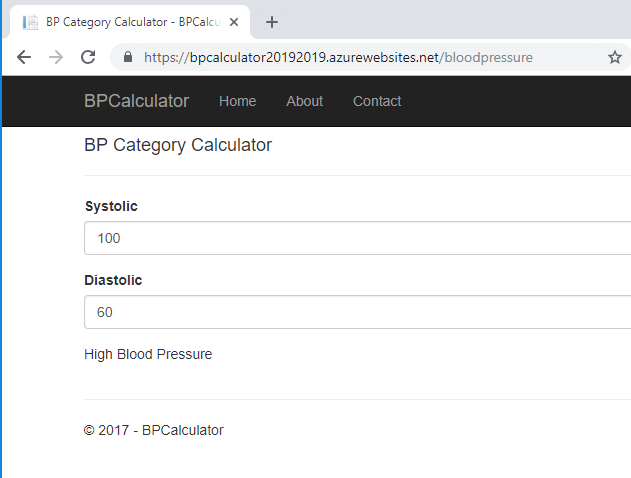 BP Category Calculator - BPCalcu
https://bpcalculator20192019.azurewebsites.net/bloodpressure
BPCalculator Home About Contact
BP Category Calculator
Systolic
100
Diastolic
60
High Blood Pressure
© 2017 - BPCalculator